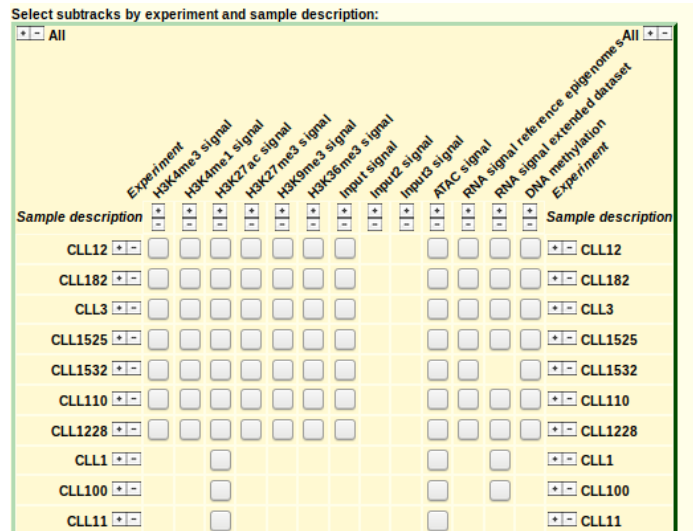 Select subtracks by experiment and sample description:
+ - All
All + -
Experiment
H3K4me3 signal
H3K4me1 signal
H3K27ac signal
H3K27me3 signal
H3K9me3 signal
H3K36me3 signal
Input signal
Input2 signal
Input3 signal
ATAC signal
RNA signal reference epigenomes
RNA signal extended dataset
DNA methylation
Experiment
Sample description + + + + + + + + + + + + + Sample description
- - - - - - - - - - - - -
CLL12 + - + - CLL12
CLL182 + - + - CLL182
CLL3 + - + - CLL3
CLL1525 + - + - CLL1525
CLL1532 + - + - CLL1532
CLL110 + - + - CLL110
CLL1228 + - + - CLL1228
CLL1 + - + - CLL1
CLL100 + - + - CLL100
CLL11 + - + - CLL11